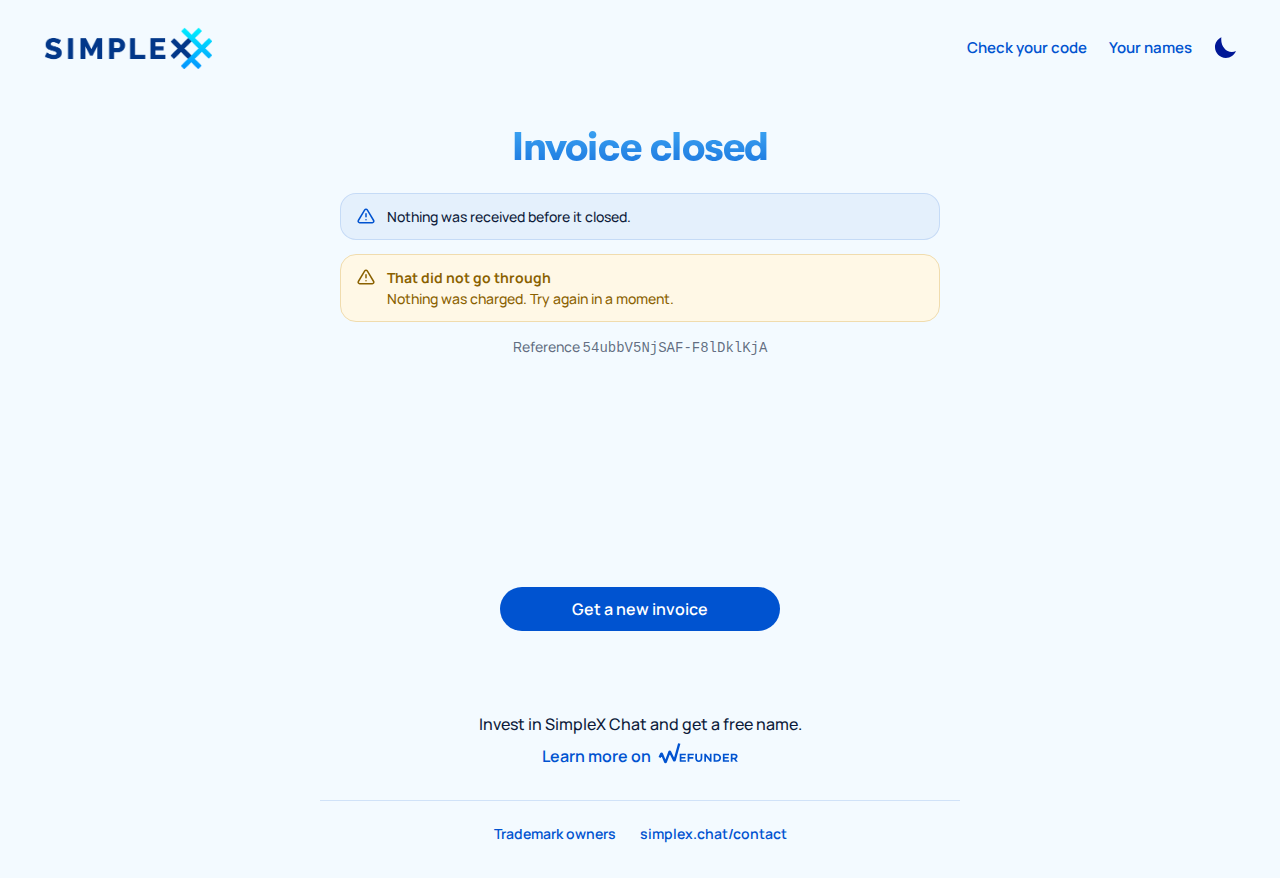 SIMPLEX
Check your code
Your names
Invoice closed
Nothing was received before it closed.
That did not go through
Nothing was charged. Try again in a moment.
Reference 54ubbV5NjSAF-F8lDklKjA
Get a new invoice
Invest in SimpleX Chat and get a free name.
Learn more on WEFUNDER
Trademark owners
simplex.chat/contact